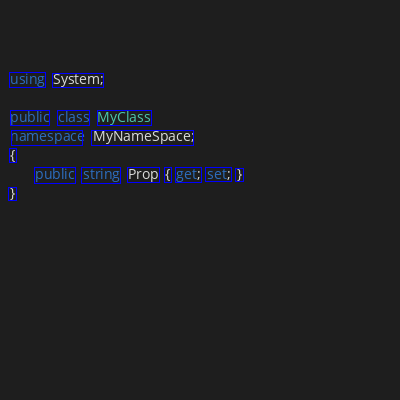 using System;
public class MyClass
namespace MyNameSpace;
{
public string Prop { get; set; }
}